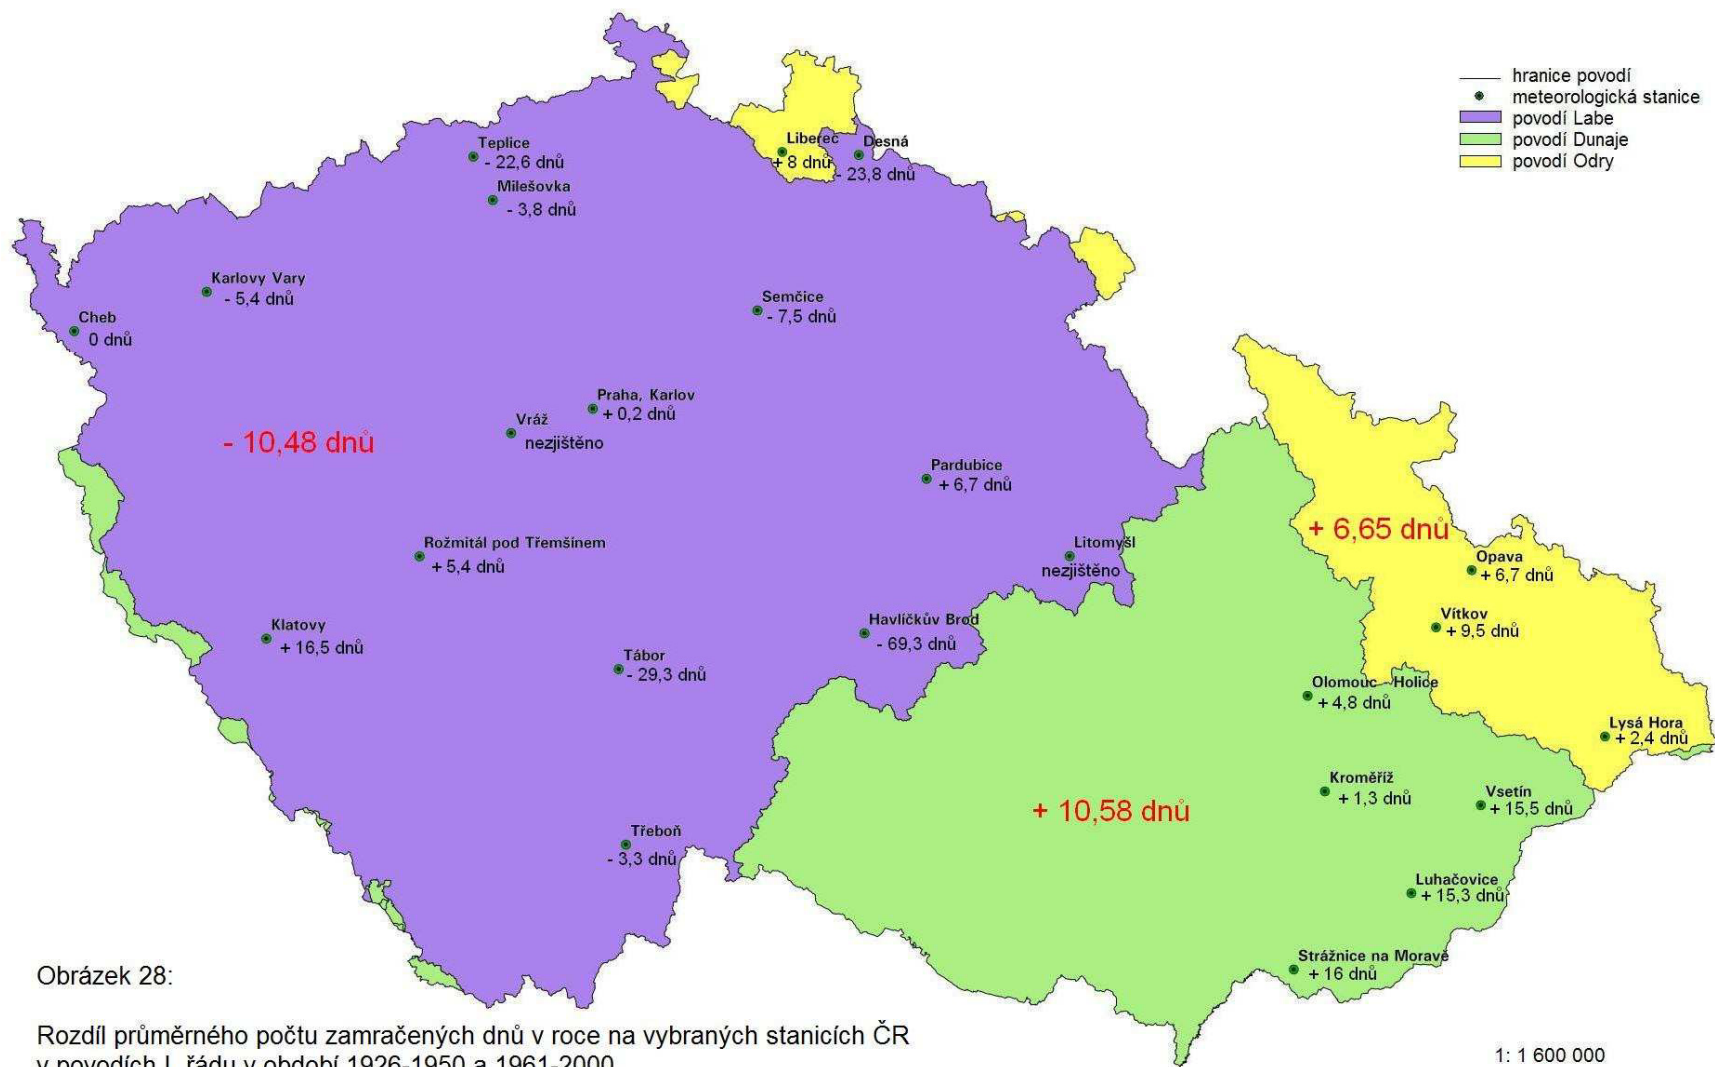 hranice povodí
meteorologická stanice
povodí Labe
povodí Dunaje
povodí Odry
Teplice
- 22,6 dnů
Milešovka
- 3,8 dnů
Liberec
+ 8 dnů
Desná
- 23,8 dnů
Karlovy Vary
- 5,4 dnů
Cheb
0 dnů
Semčice
- 7,5 dnů
Praha, Karlov
+ 0,2 dnů
Vráž
nezjištěno
- 10,48 dnů
Pardubice
+ 6,7 dnů
Rožmitál pod Třemšínem
+ 5,4 dnů
Litomyšl
nezjištěno
+ 6,65 dnů
Opava
+ 6,7 dnů
Vítkov
+ 9,5 dnů
Klatovy
+ 16,5 dnů
Havlíčkův Brod
- 69,3 dnů
Tábor
- 29,3 dnů
Olomouc - Holice
+ 4,8 dnů
Lysá Hora
+ 2,4 dnů
Kroměříž
+ 1,3 dnů
Vsetín
+ 15,5 dnů
+ 10,58 dnů
Třeboň
- 3,3 dnů
Luhačovice
+ 15,3 dnů
Strážnice na Moravě
+ 16 dnů
Obrázek 28:
Rozdíl průměrného počtu zamračených dnů v roce na vybraných stanicích ČR
v povodích I. řádu v období 1926-1950 a 1961-2000
1: 1 600 000